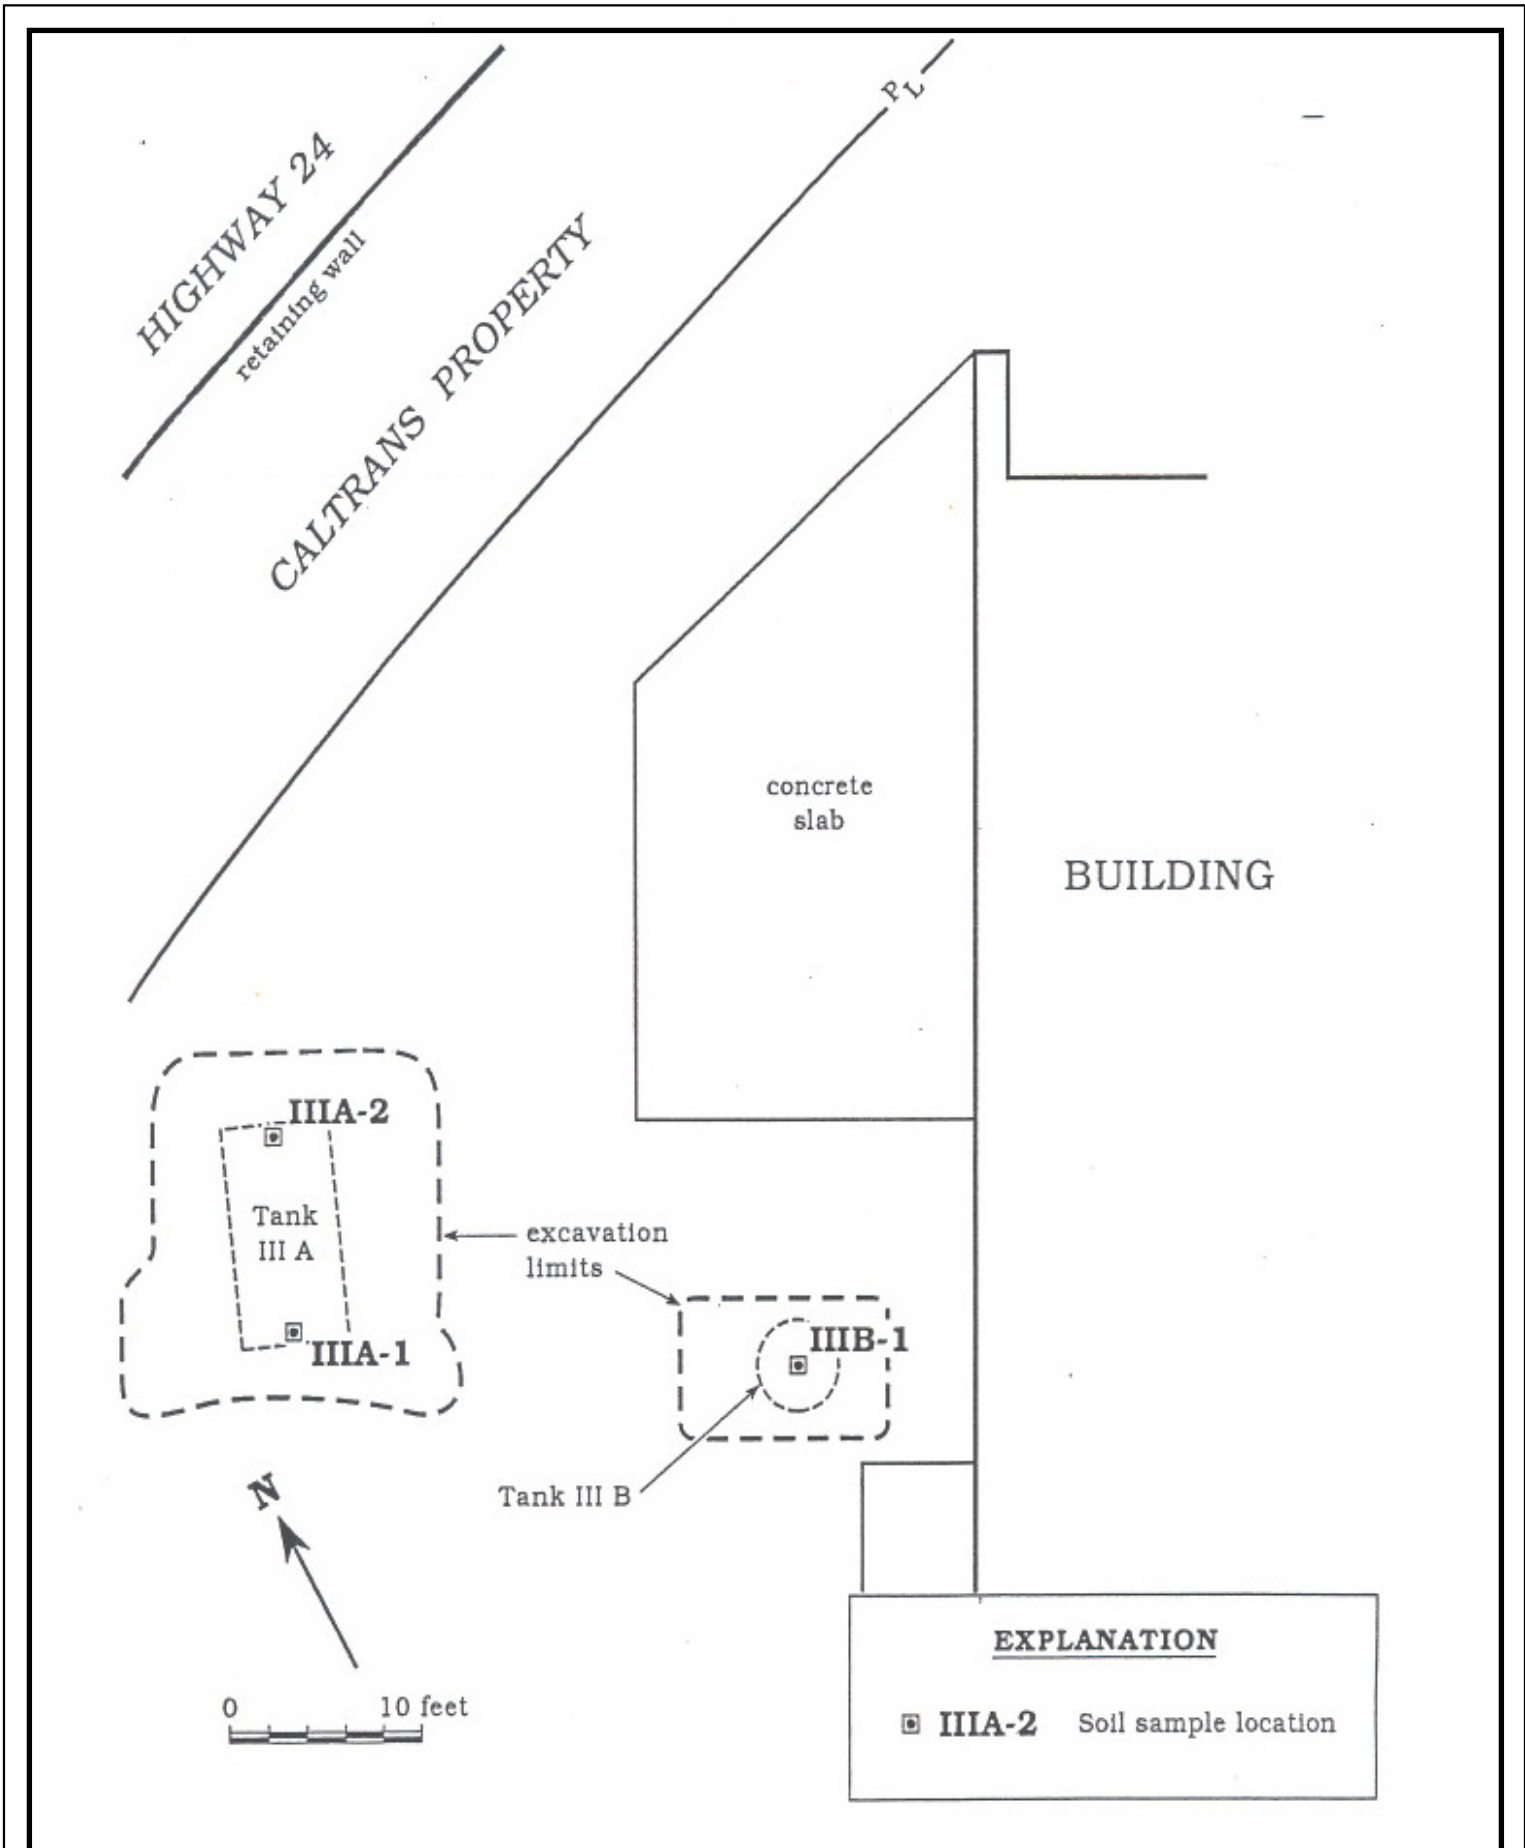 P L
HIGHWAY 24
retaining wall
CALTRANS PROPERTY
concrete
slab
BUILDING
IIIA-2
Tank
III A
excavation
limits
IIIA-1
IIIB-1
Tank III B
N
0 10 feet
EXPLANATION
IIIA-2 Soil sample location